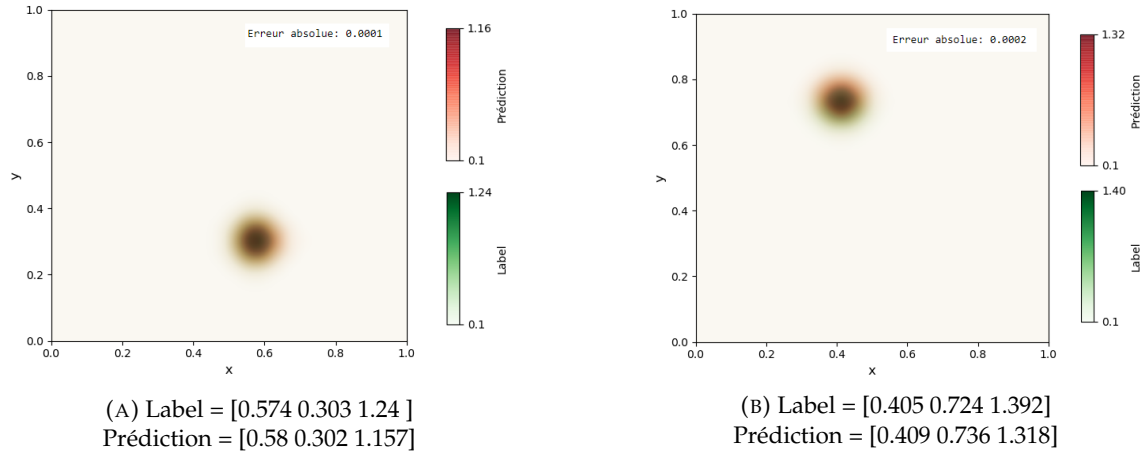 1.0
0.8
0.6
0.4
0.2
0.0
0.0 0.2 0.4 0.6 0.8 1.0
y
x
Erreur absolue: 0.0001
1.16
0.1
Prédiction
1.24
0.1
Label
(A) Label = [0.574 0.303 1.24 ]
Prédiction = [0.58 0.302 1.157]
1.0
0.8
0.6
0.4
0.2
0.0
0.0 0.2 0.4 0.6 0.8 1.0
y
x
Erreur absolue: 0.0002
1.32
0.1
Prédiction
1.40
0.1
Label
(B) Label = [0.405 0.724 1.392]
Prédiction = [0.409 0.736 1.318]